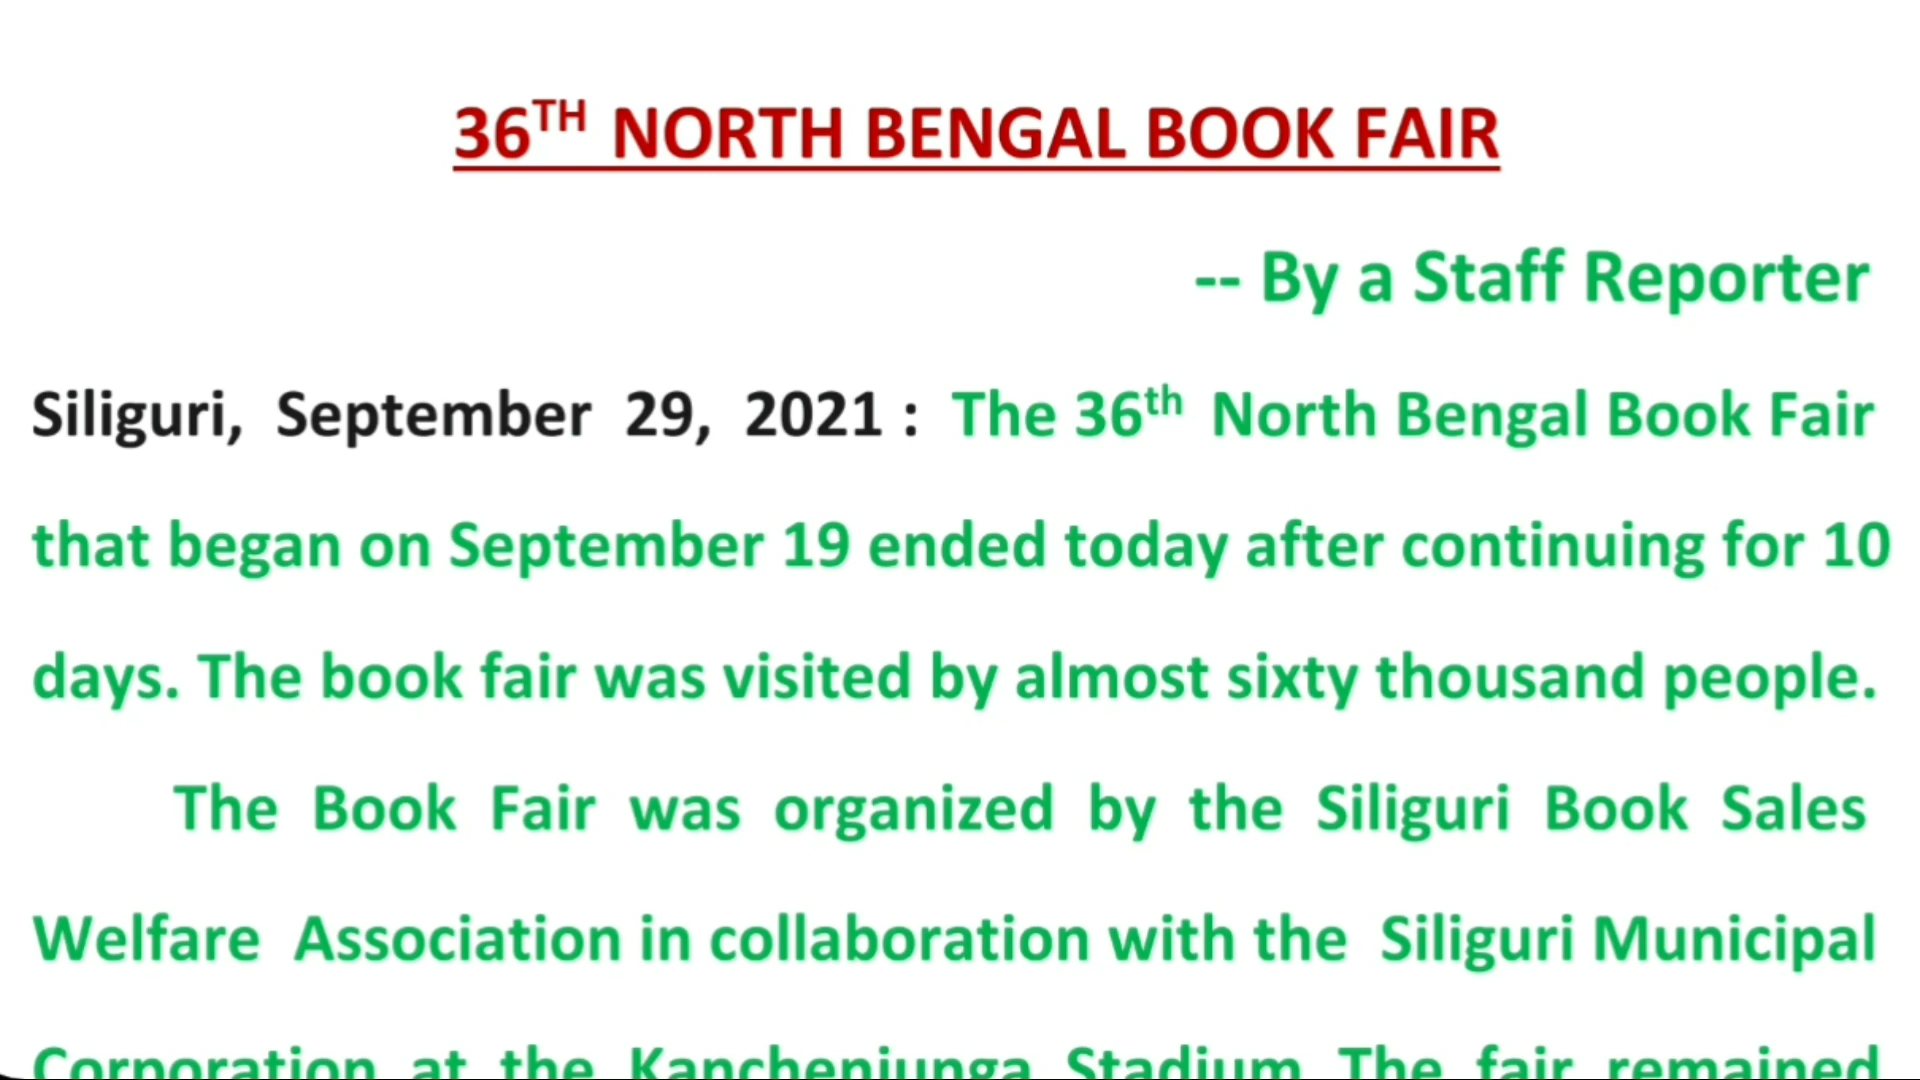 36TH NORTH BENGAL BOOK FAIR
-- By a Staff Reporter
Siliguri, September 29, 2021 : The 36th North Bengal Book Fair
that began on September 19 ended today after continuing for 10
days. The book fair was visited by almost sixty thousand people.
The Book Fair was organized by the Siliguri Book Sales
Welfare Association in collaboration with the Siliguri Municipal
Corporation at the Kanchenjunga Stadium The fair remained